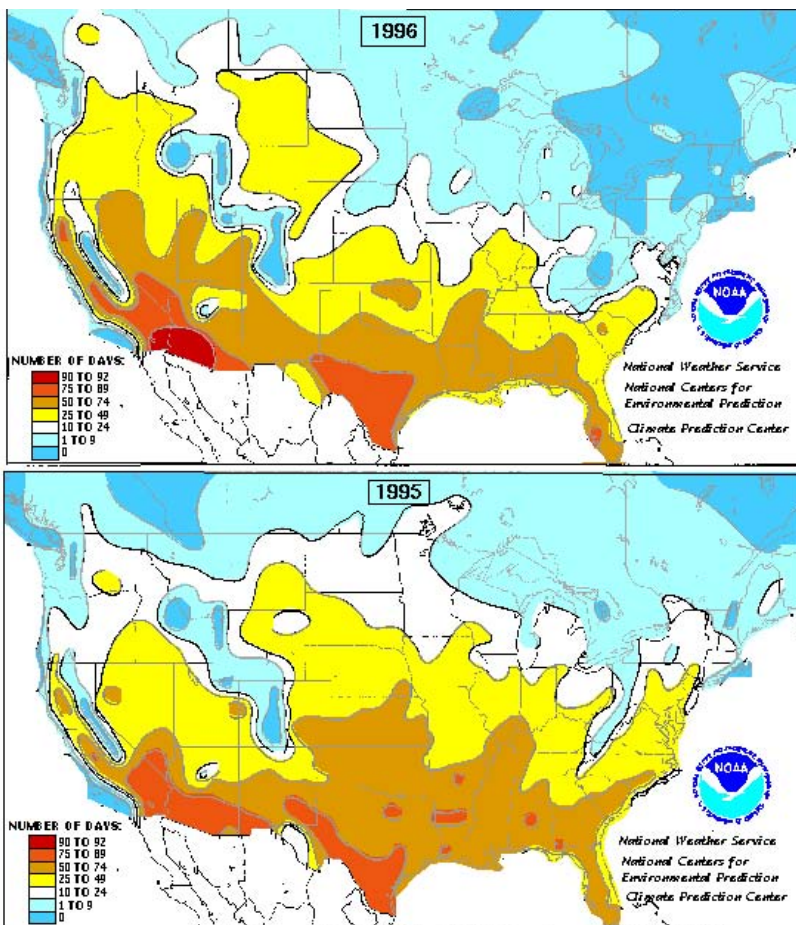 1996
NOAA
NUMBER OF DAYS:
90 TO 92
75 TO 89
50 TO 74
25 TO 49
10 TO 24
1 TO 9
0
National Weather Service
National Centers for
Environmental Prediction
Climate Prediction Center
1995
NOAA
NUMBER OF DAYS:
90 TO 92
75 TO 89
50 TO 74
25 TO 49
10 TO 24
1 TO 9
0
National Weather Service
National Centers for
Environmental Prediction
Climate Prediction Center